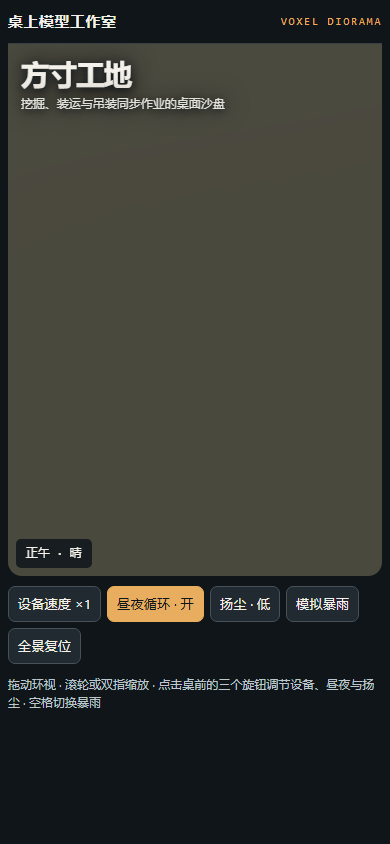 桌上模型工作室
VOXEL DIORAMA
方寸工地
挖掘、装运与吊装同步作业的桌面沙盘
正午 · 晴
设备速度 ×1
昼夜循环 · 开
扬尘 · 低
模拟暴雨
全景复位
拖动环视 · 滚轮或双指缩放 · 点击桌前的三个旋钮调节设备、昼夜与扬
尘 · 空格切换暴雨